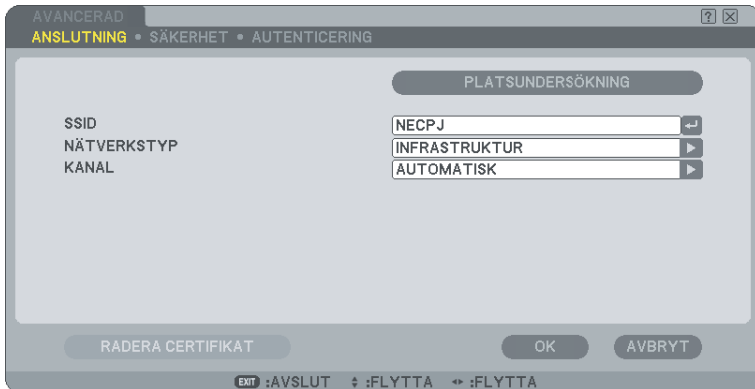 AVANCERAD
ANSLUTNING • SÄKERHET • AUTENTICERING
PLATSUNDERSÖKNING
SSID NECPJ
NÄTVERKSTYP INFRASTRUKTUR
KANAL AUTOMATISK
RADERA CERTIFIKAT OK AVBRYT
EXIT :AVSLUT :FLYTTA :FLYTTA